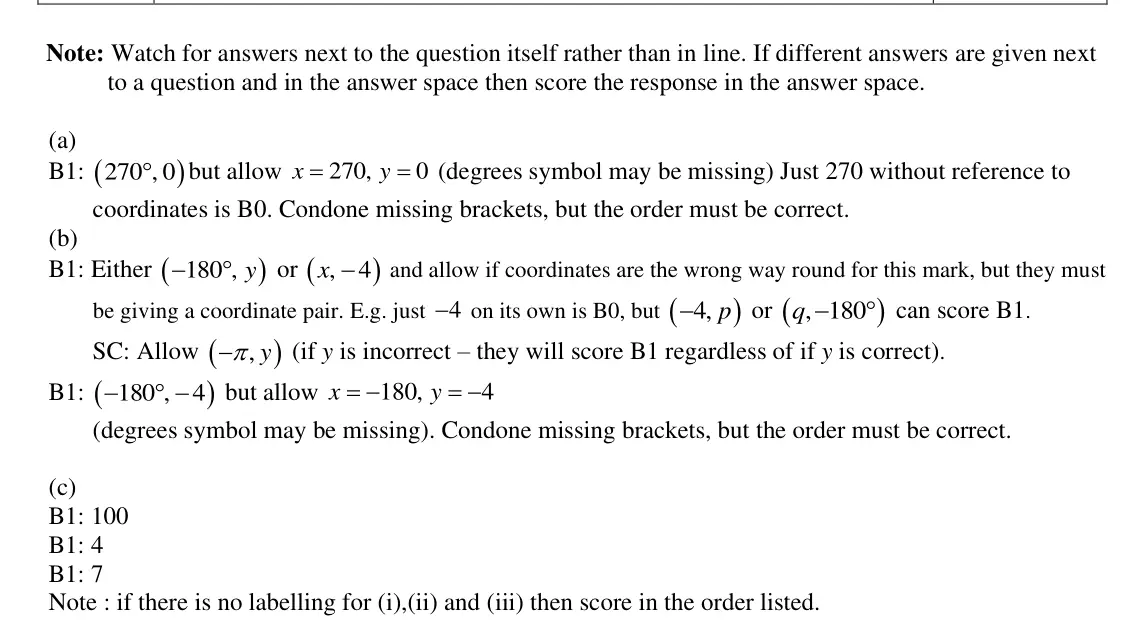 Note: Watch for answers next to the question itself rather than in line. If different answers are given next
to a question and in the answer space then score the response in the answer space.
(a)
B1: (270°, 0) but allow x = 270, y = 0 (degrees symbol may be missing) Just 270 without reference to
coordinates is B0. Condone missing brackets, but the order must be correct.
(b)
B1: Either (−180°, y) or (x, −4) and allow if coordinates are the wrong way round for this mark, but they must
be giving a coordinate pair. E.g. just −4 on its own is B0, but (−4, p) or (q, −180°) can score B1.
SC: Allow (−π, y) (if y is incorrect – they will score B1 regardless of if y is correct).
B1: (−180°, −4) but allow x = −180, y = −4
(degrees symbol may be missing). Condone missing brackets, but the order must be correct.
(c)
B1: 100
B1: 4
B1: 7
Note : if there is no labelling for (i),(ii) and (iii) then score in the order listed.